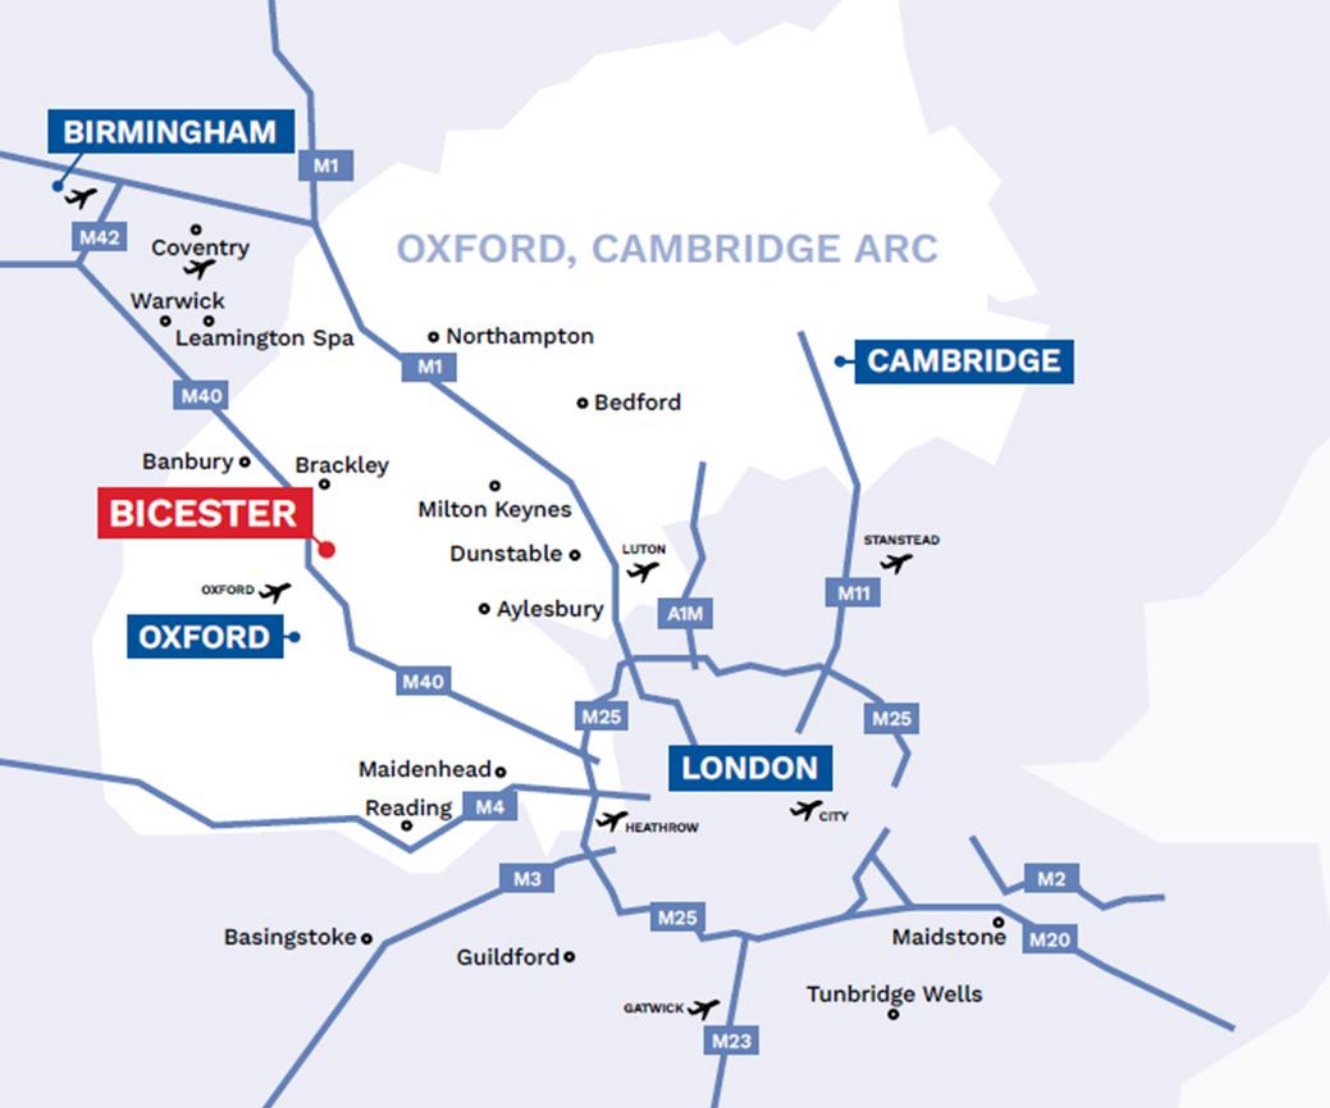 BIRMINGHAM
M1
M42
Coventry
OXFORD, CAMBRIDGE ARC
Warwick
Leamington Spa
Northampton
M1
CAMBRIDGE
M40
Bedford
Banbury
Brackley
BICESTER
Milton Keynes
Dunstable
LUTON
STANSTEAD
OXFORD
M11
Aylesbury
A1M
OXFORD
M40
M25
M25
LONDON
Maidenhead
Reading
M4
CITY
HEATHROW
M3
M2
M25
Basingstoke
Maidstone
M20
Guildford
Tunbridge Wells
GATWICK
M23